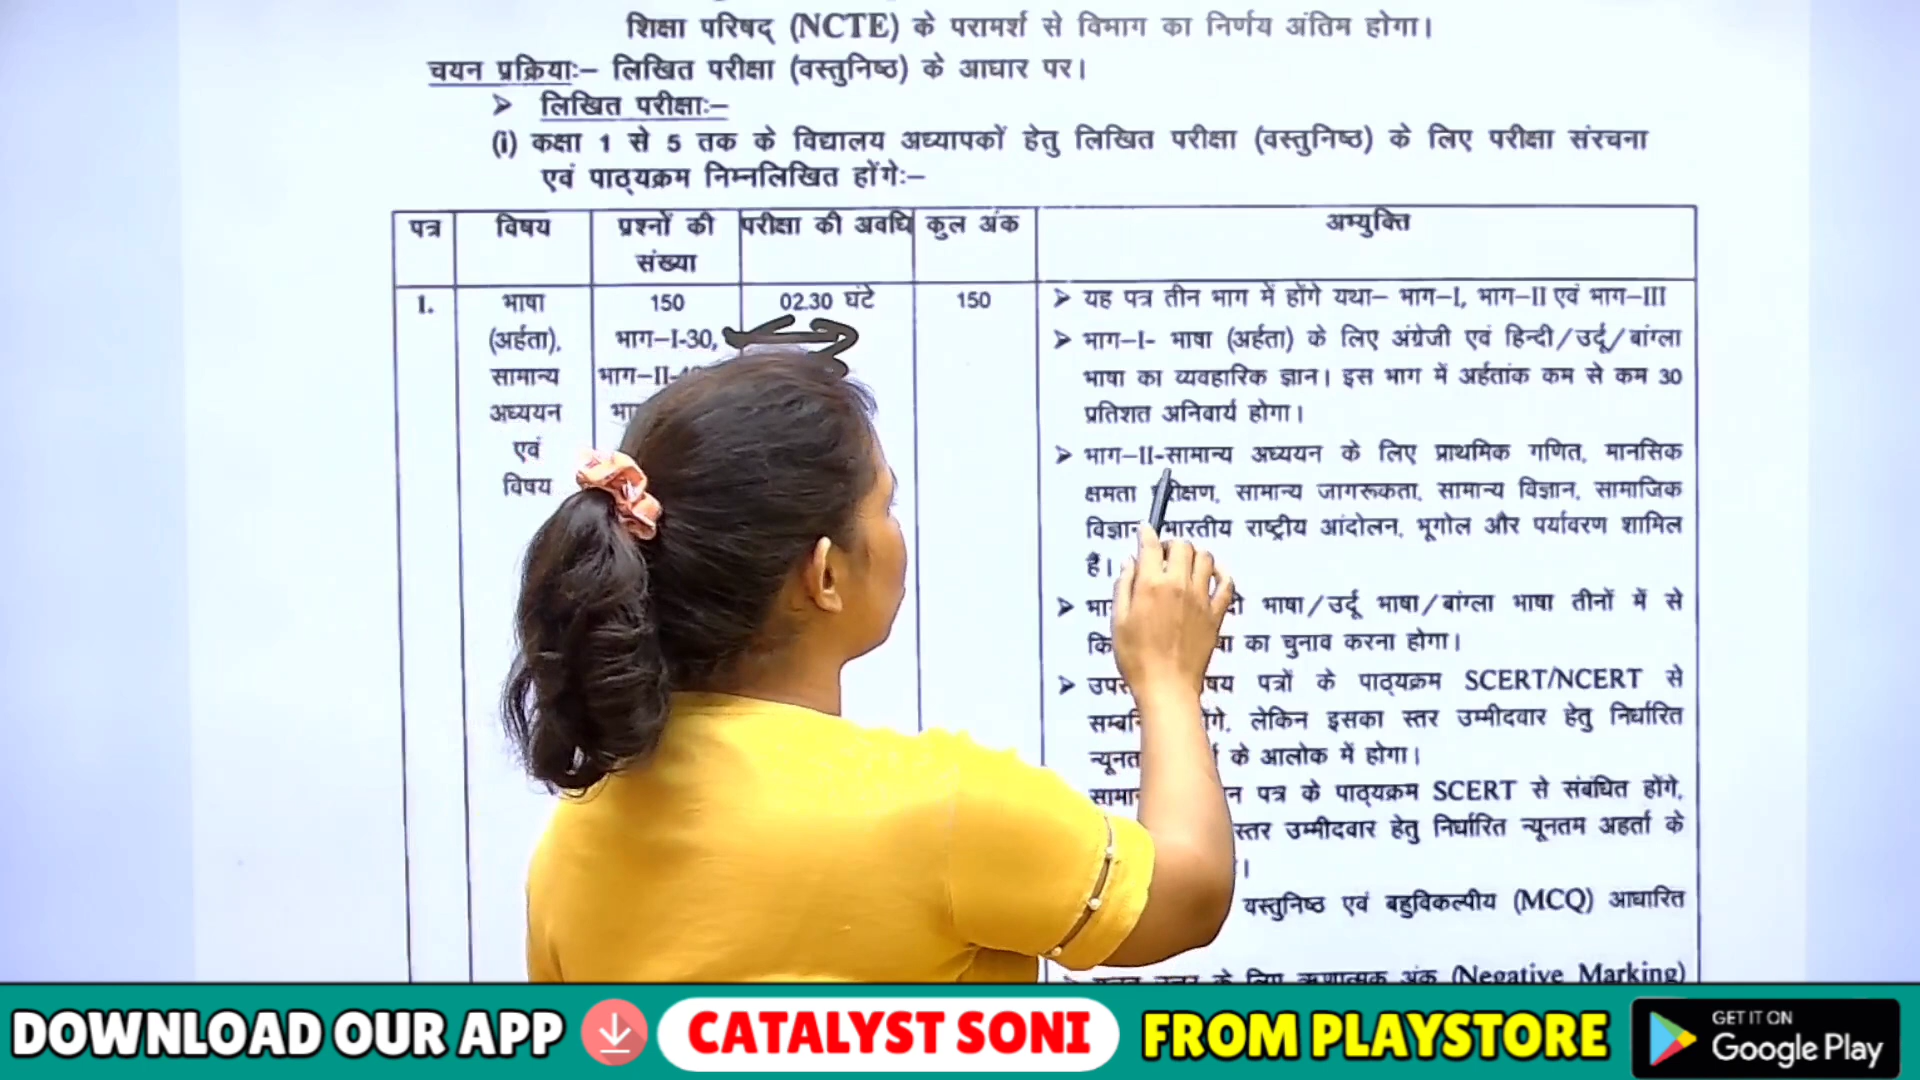 शिक्षा परिषद् (NCTE) के परामर्श से विभाग का निर्णय अंतिम होगा।
चयन प्रक्रियाः– लिखित परीक्षा (वस्तुनिष्ठ) के आधार पर।
➤ लिखित परीक्षाः–
(i) कक्षा 1 से 5 तक के विद्यालय अध्यापकों हेतु लिखित परीक्षा (वस्तुनिष्ठ) के लिए परीक्षा संरचना
एवं पाठ्यक्रम निम्नलिखित होंगेः–
पत्र विषय प्रश्नों की संख्या परीक्षा की अवधि कुल अंक अभ्युक्ति
I.
भाषा
(अर्हता),
सामान्य
अध्ययन
एवं
विषय
150
भाग–I-30,
भाग–II-
02.30 घंटे
150
➤ यह पत्र तीन भाग में होंगे यथा– भाग–I, भाग–II एवं भाग–III
➤ भाग–I- भाषा (अर्हता) के लिए अंग्रेजी एवं हिन्दी/उर्दू/बांग्ला
भाषा का व्यवहारिक ज्ञान। इस भाग में अर्हतांक कम से कम 30
प्रतिशत अनिवार्य होगा।
➤ भाग–II-सामान्य अध्ययन के लिए प्राथमिक गणित, मानसिक
क्षमता सामान्य जागरूकता, सामान्य विज्ञान, सामाजिक
विज्ञान भारतीय राष्ट्रीय आंदोलन, भूगोल और पर्यावरण शामिल
हैं।
➤ भाषा/उर्दू भाषा/बांग्ला भाषा तीनों में से
का चुनाव करना होगा।
➤ पत्रों के पाठ्यक्रम SCERT/NCERT से
लेकिन इसका स्तर उम्मीदवार हेतु निर्धारित
के आलोक में होगा।
पत्र के पाठ्यक्रम SCERT से संबंधित होंगे,
स्तर उम्मीदवार हेतु निर्धारित न्यूनतम अहर्ता के
।
वस्तुनिष्ठ एवं बहुविकल्पीय (MCQ) आधारित
के लिए ऋणात्मक अंक (Negative Marking)
DOWNLOAD OUR APP CATALYST SONI FROM PLAYSTORE
GET IT ON
Google Play